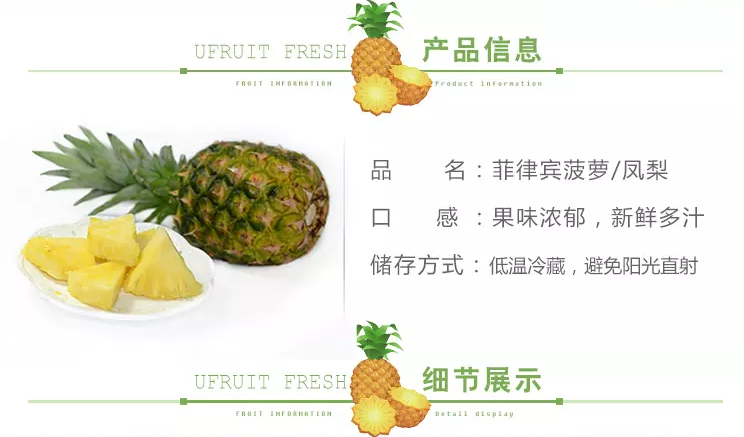 UFRUIT FRESH 产品信息
FRUIT INFORMATION Product information
品 名：菲律宾菠萝/凤梨
口 感：果味浓郁，新鲜多汁
储存方式：低温冷藏，避免阳光直射
UFRUIT FRESH 细节展示
FRUIT INFORMATION Detail display